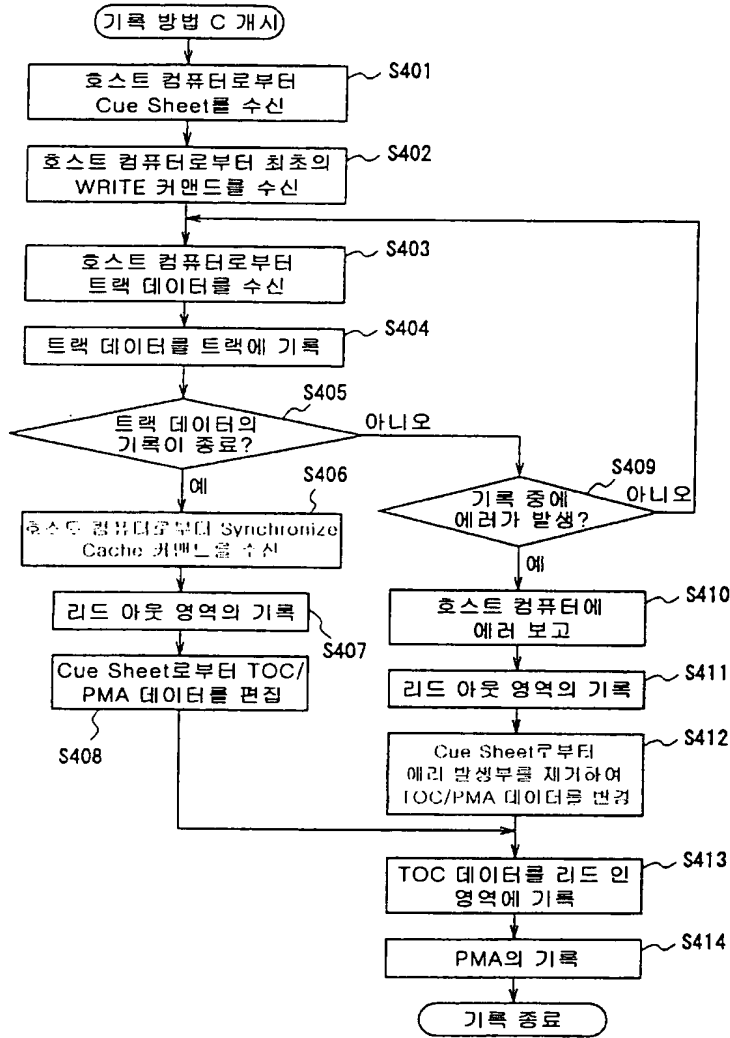 기록 방법 C 개시
S401
호스트 컴퓨터로부터
Cue Sheet를 수신
S402
호스트 컴퓨터로부터 최초의
WRITE 커맨드를 수신
S403
호스트 컴퓨터로부터
트랙 데이터를 수신
S404
트랙 데이터를 트랙에 기록
S405
트랙 데이터의
기록이 종료?
아니오
예
S406
호스트 컴퓨터로부터 Synchronize
Cache 커맨드를 수신
리드 아웃 영역의 기록
S407
Cue Sheet로부터 TOC/
PMA 데이터를 편집
S408
S409
기록 중에
에러가 발생?
아니오
예
S410
호스트 컴퓨터에
에러 보고
S411
리드 아웃 영역의 기록
S412
Cue Sheet로부터
에러 발생부를 제거하여
TOC/PMA 데이터를 변경
S413
TOC 데이터를 리드 인
영역에 기록
S414
PMA의 기록
기록 종료